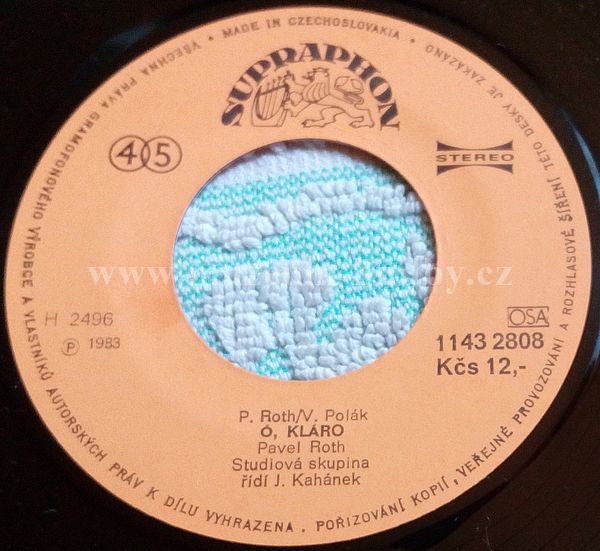 VŠECHNA PRÁVA GRAMOFONOVÉHO VÝROBCE A VLASTNÍKŮ AUTORSKÝCH PRÁV K DÍLU VYHRAZENA. POŘIZOVÁNÍ KOPIÍ, VEŘEJNÉ PROVOZOVÁNÍ A ROZHLASOVÉ ŠÍŘENÍ TÉTO DESKY JE ZAKÁZÁNO
• MADE IN CZECHOSLOVAKIA •
SUPRAPHON
45
STEREO
H 2496
℗ 1983
OSA
1143 2808
Kčs 12,-
P. Roth/V. Polák
Ó, KLÁRO
Pavel Roth
Studiová skupina
řídí J. Kahánek